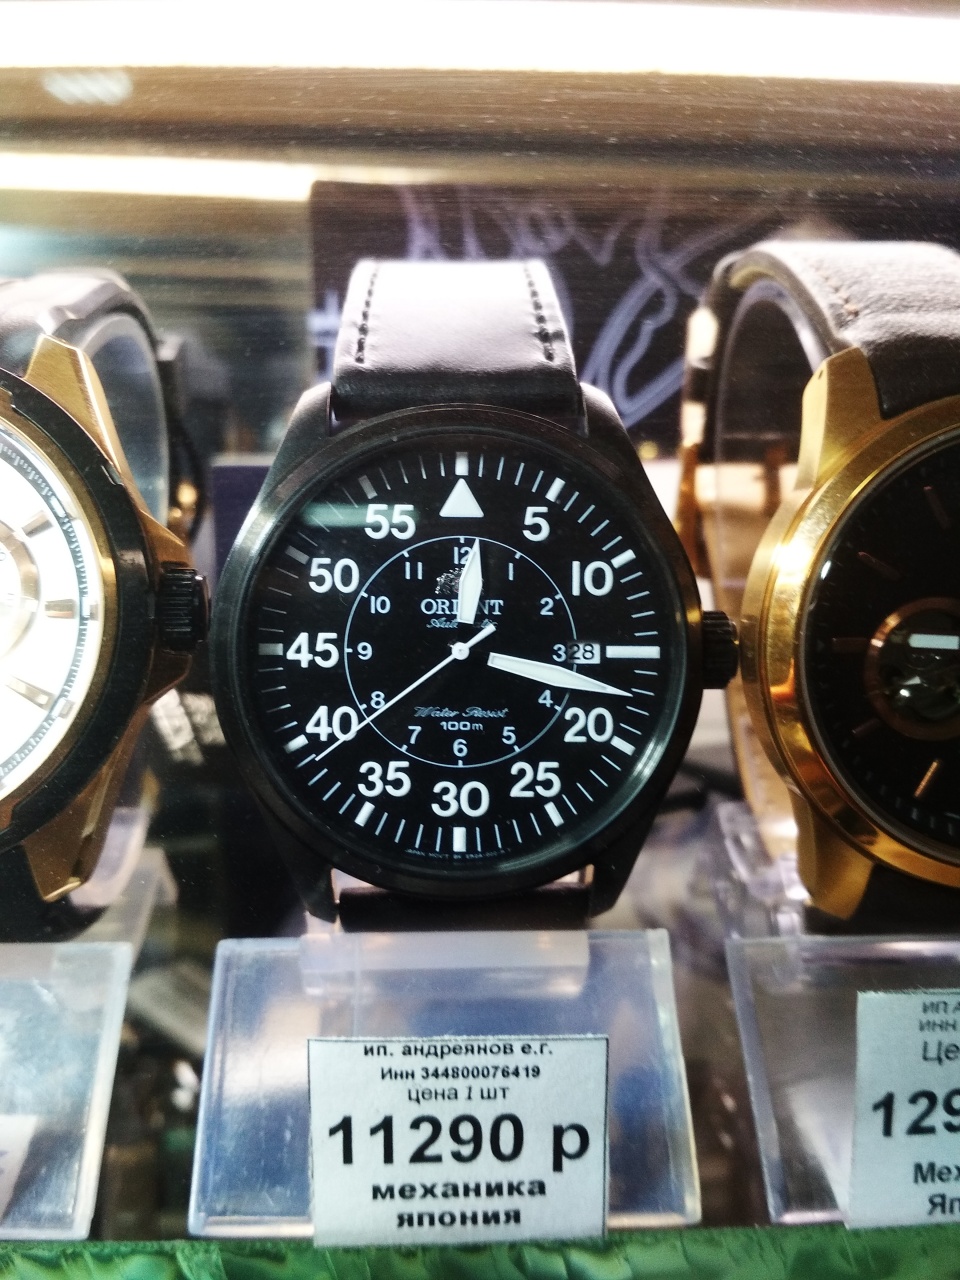 55
5
50
10
45
40
20
35
25
30
12
11
1
10
2
9
3
28
8
4
7
5
6
ORIENT
Automatic
Water Resist
100m
ип. андреянов е.г.
Инн 344800076419
цена 1 шт
11290 р
механика
япония
ИНН
129